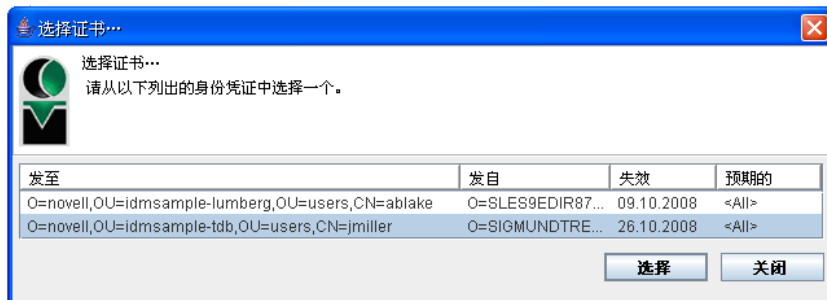 选择证书…
选择证书…
请从以下列出的身份凭证中选择一个。
发至 发自 失效 预期的
O=novell,OU=idmsample-lumberg,OU=users,CN=ablake O=SLES9EDIR87... 09.10.2008 <All>
O=novell,OU=idmsample-tdb,OU=users,CN=jmiller O=SIGMUNDTRE... 26.10.2008 <All>
选择 关闭